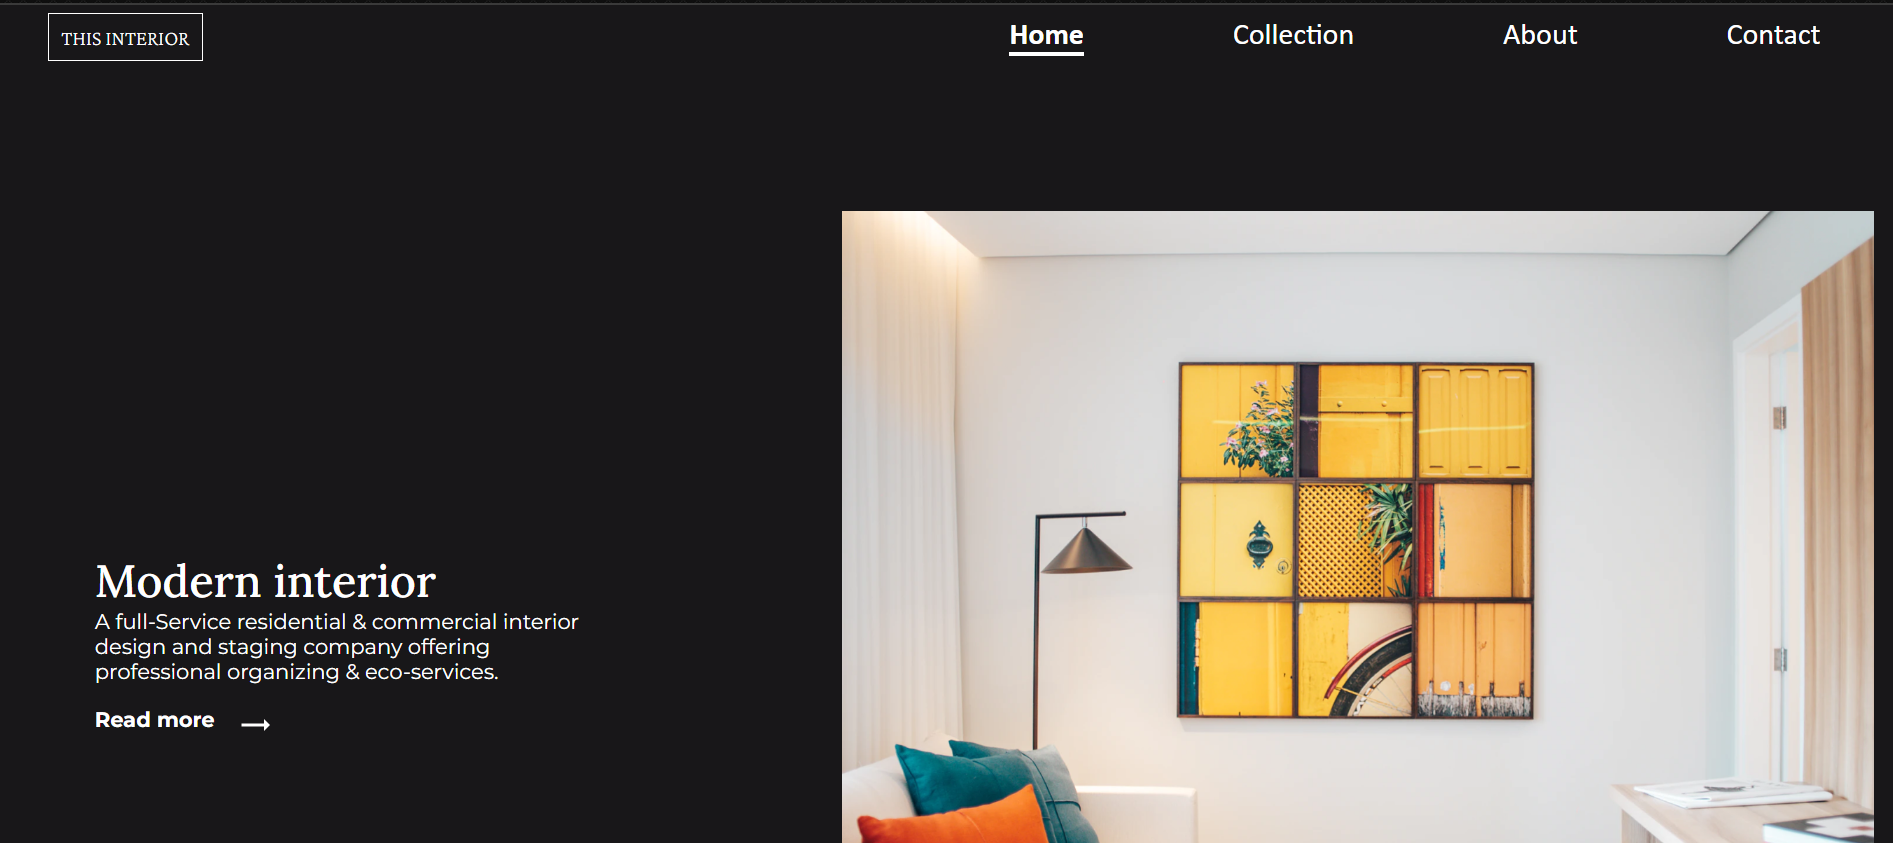 THIS INTERIOR
Home Collection About Contact
Modern interior
A full-Service residential & commercial interior
design and staging company offering
professional organizing & eco-services.
Read more